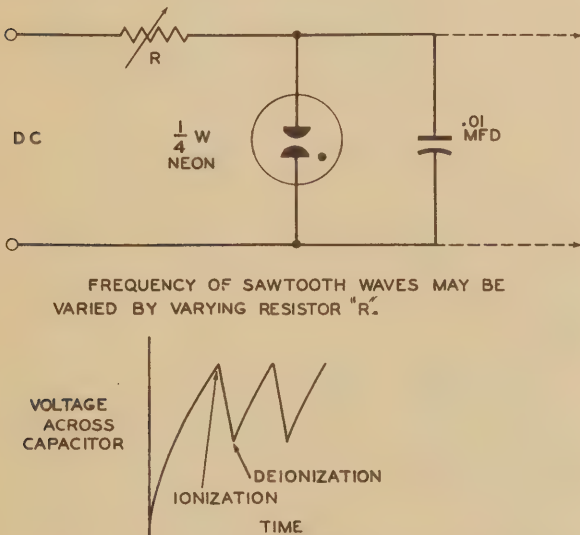 R
DC
1/4 W
NEON
.01
MFD
FREQUENCY OF SAWTOOTH WAVES MAY BE
VARIED BY VARYING RESISTOR "R".
VOLTAGE
ACROSS
CAPACITOR
DEIONIZATION
IONIZATION
TIME